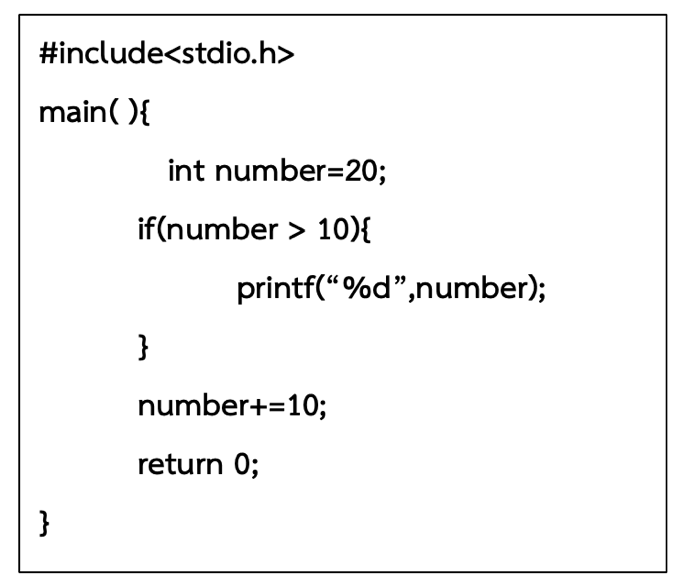 #include<stdio.h>
main( ){
int number=20;
if(number > 10){
printf(“%d”,number);
}
number+=10;
return 0;
}